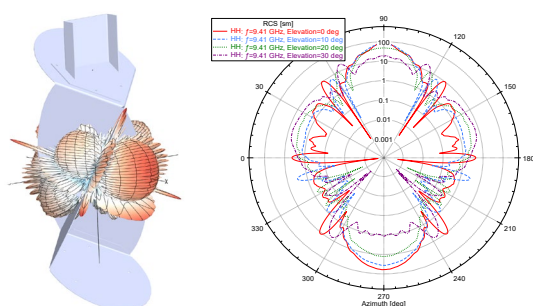 RCS [sm]
HH; f=9.41 GHz, Elevation=0 deg
HH; f=9.41 GHz, Elevation=10 deg
HH; f=9.41 GHz, Elevation=20 deg
HH; f=9.41 GHz, Elevation=30 deg
90
60
120
100
10
30
1
150
0.1
0.01
0.001
0
180
x
330
210
300
240
270
Azimuth [deg]